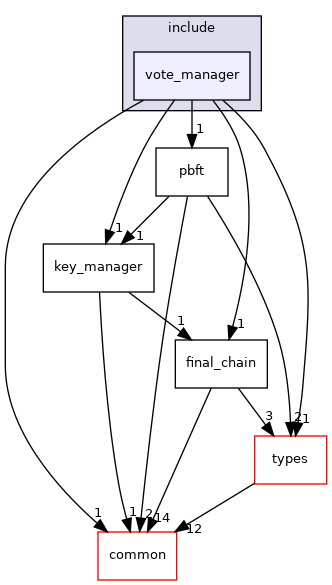 include
vote_manager
1
pbft
1
1
key_manager
1
1
final_chain
3
2
1
types
1
1
2
14
12
common